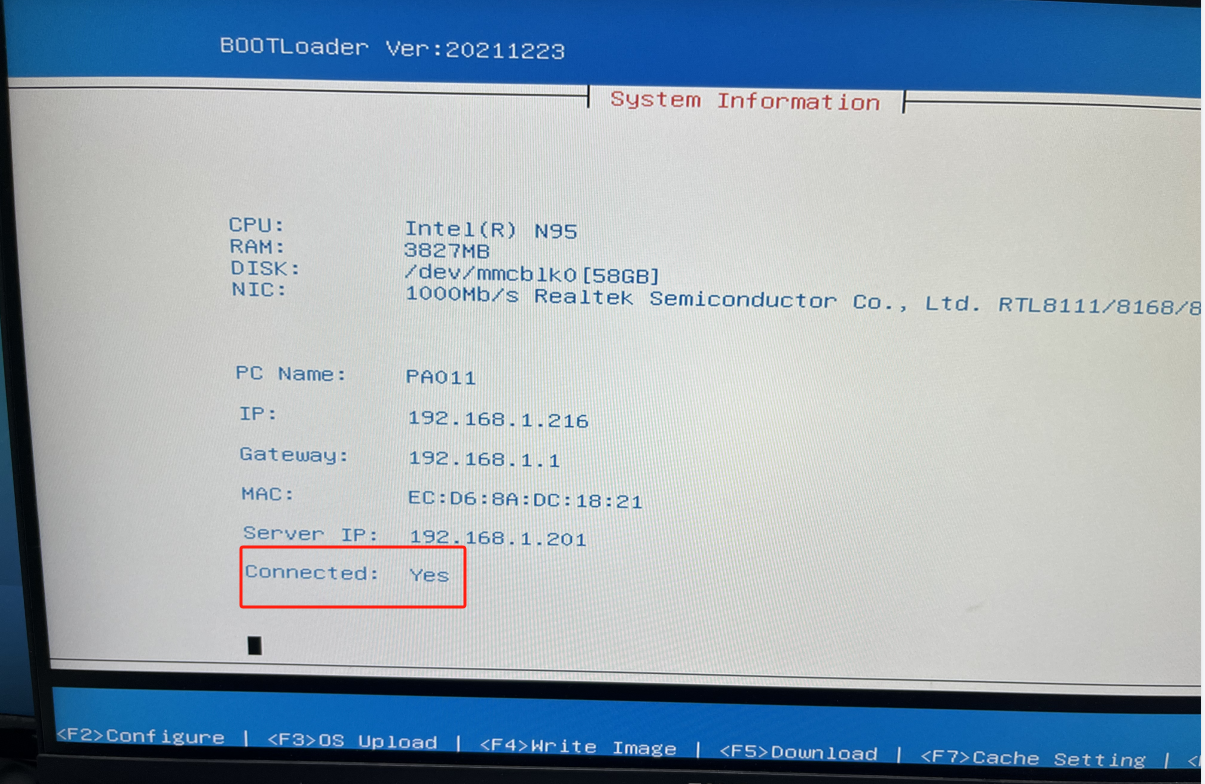 BOOTLoader Ver:20211223
System Information
CPU: Intel(R) N95
RAM: 3827MB
DISK: /dev/mmcblk0[58GB]
NIC: 1000Mb/s Realtek Semiconductor Co., Ltd. RTL8111/8168/8
PC Name: PA011
IP: 192.168.1.216
Gateway: 192.168.1.1
MAC: EC:D6:8A:DC:18:21
Server IP: 192.168.1.201
Connected: Yes
<F2>Configure | <F3>OS Upload | <F4>Write Image | <F5>Download | <F7>Cache Setting | <